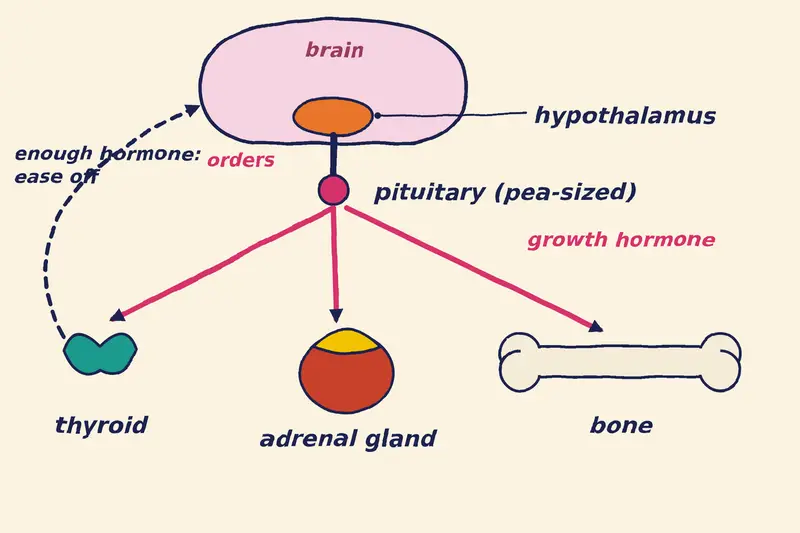 brain
hypothalamus
enough hormone:
ease off
orders
pituitary (pea-sized)
growth hormone
thyroid
adrenal gland
bone